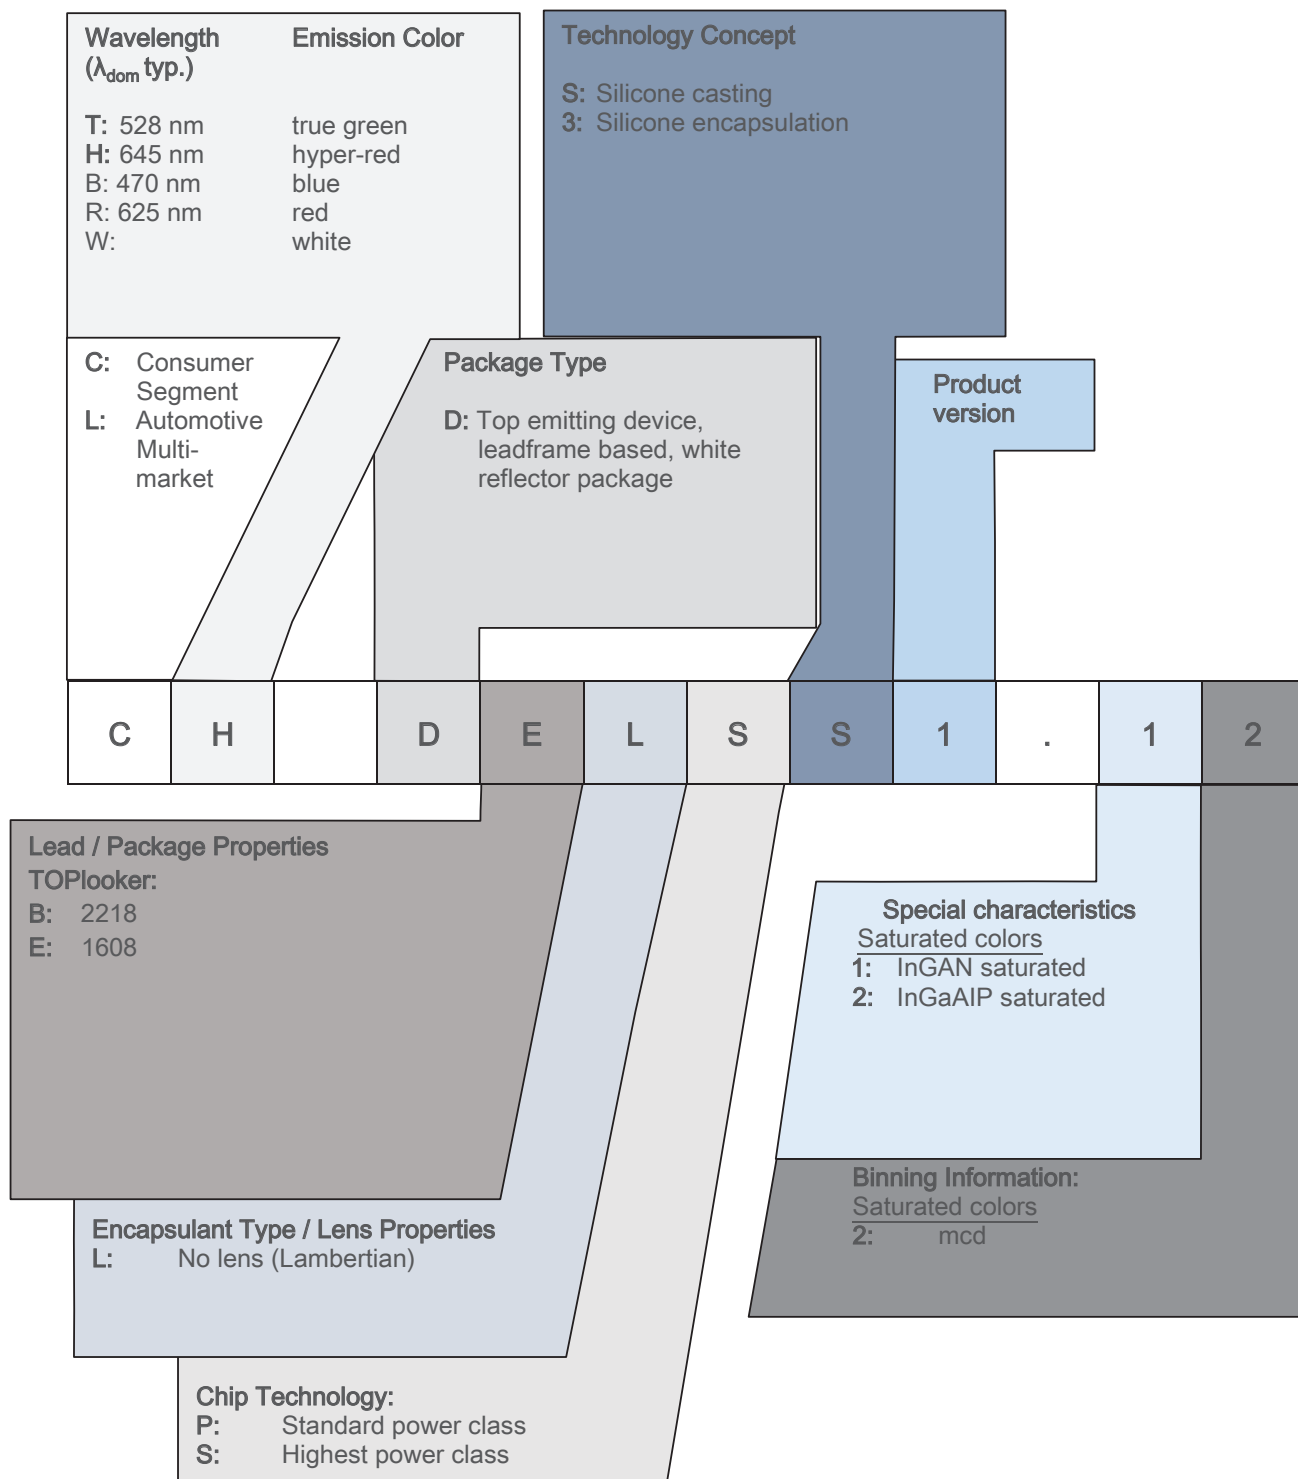 Wavelength Emission Color
(λdom typ.)
T: 528 nm true green
H: 645 nm hyper-red
B: 470 nm blue
R: 625 nm red
W: white
Technology Concept
S: Silicone casting
3: Silicone encapsulation
C: Consumer
Segment
L: Automotive
Multi-
market
Package Type
D: Top emitting device,
leadframe based, white
reflector package
Product
version
C H D E L S S 1 . 1 2
Lead / Package Properties
TOPlooker:
B: 2218
E: 1608
Special characteristics
Saturated colors
1: InGAN saturated
2: InGaAIP saturated
Binning Information:
Saturated colors
2: mcd
Encapsulant Type / Lens Properties
L: No lens (Lambertian)
Chip Technology:
P: Standard power class
S: Highest power class